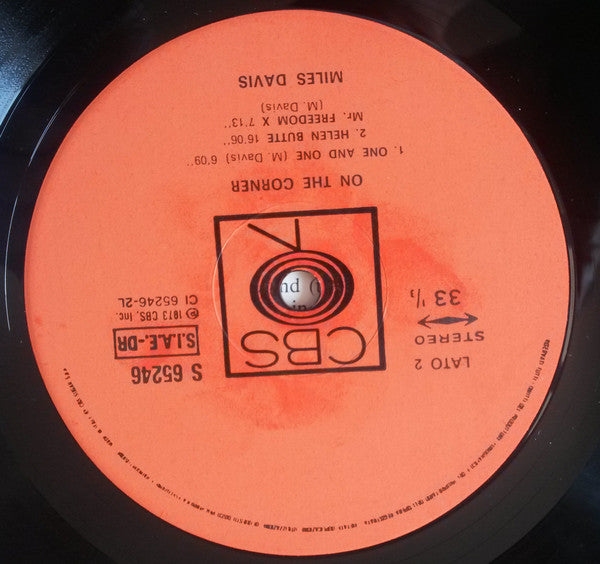 S 65246
S.I.A.E.-DR
℗ 1973 CBS, Inc.
CI 65246-2L
CBS
LATO 2
STEREO
33 1/3
ON THE CORNER
1. ONE AND ONE (M. Davis) 6'09''
2. HELEN BUTTE 16'06''
Mr. FREEDOM X 7'13''
(M. Davis)
MILES DAVIS